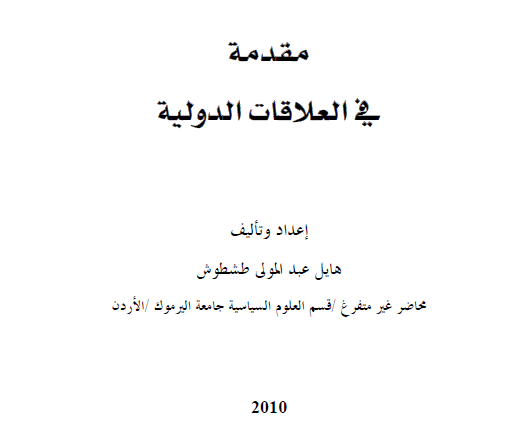 مقدمة
في العلاقات الدولية
إعداد وتأليف
هايل عبد المولى طشطوش
محاضر غير متفرغ /قسم العلوم السياسية جامعة اليرموك /الأردن
2010